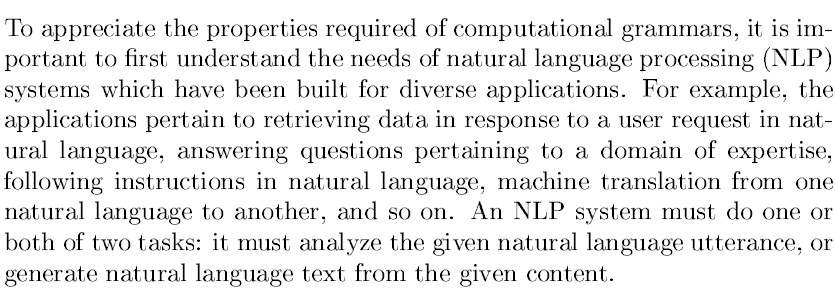 To appreciate the properties required of computational grammars, it is im-
portant to first understand the needs of natural language processing (NLP)
systems which have been built for diverse applications. For example, the
applications pertain to retrieving data in response to a user request in nat-
ural language, answering questions pertaining to a domain of expertise,
following instructions in natural language, machine translation from one
natural language to another, and so on. An NLP system must do one or
both of two tasks: it must analyze the given natural language utterance, or
generate natural language text from the given content.